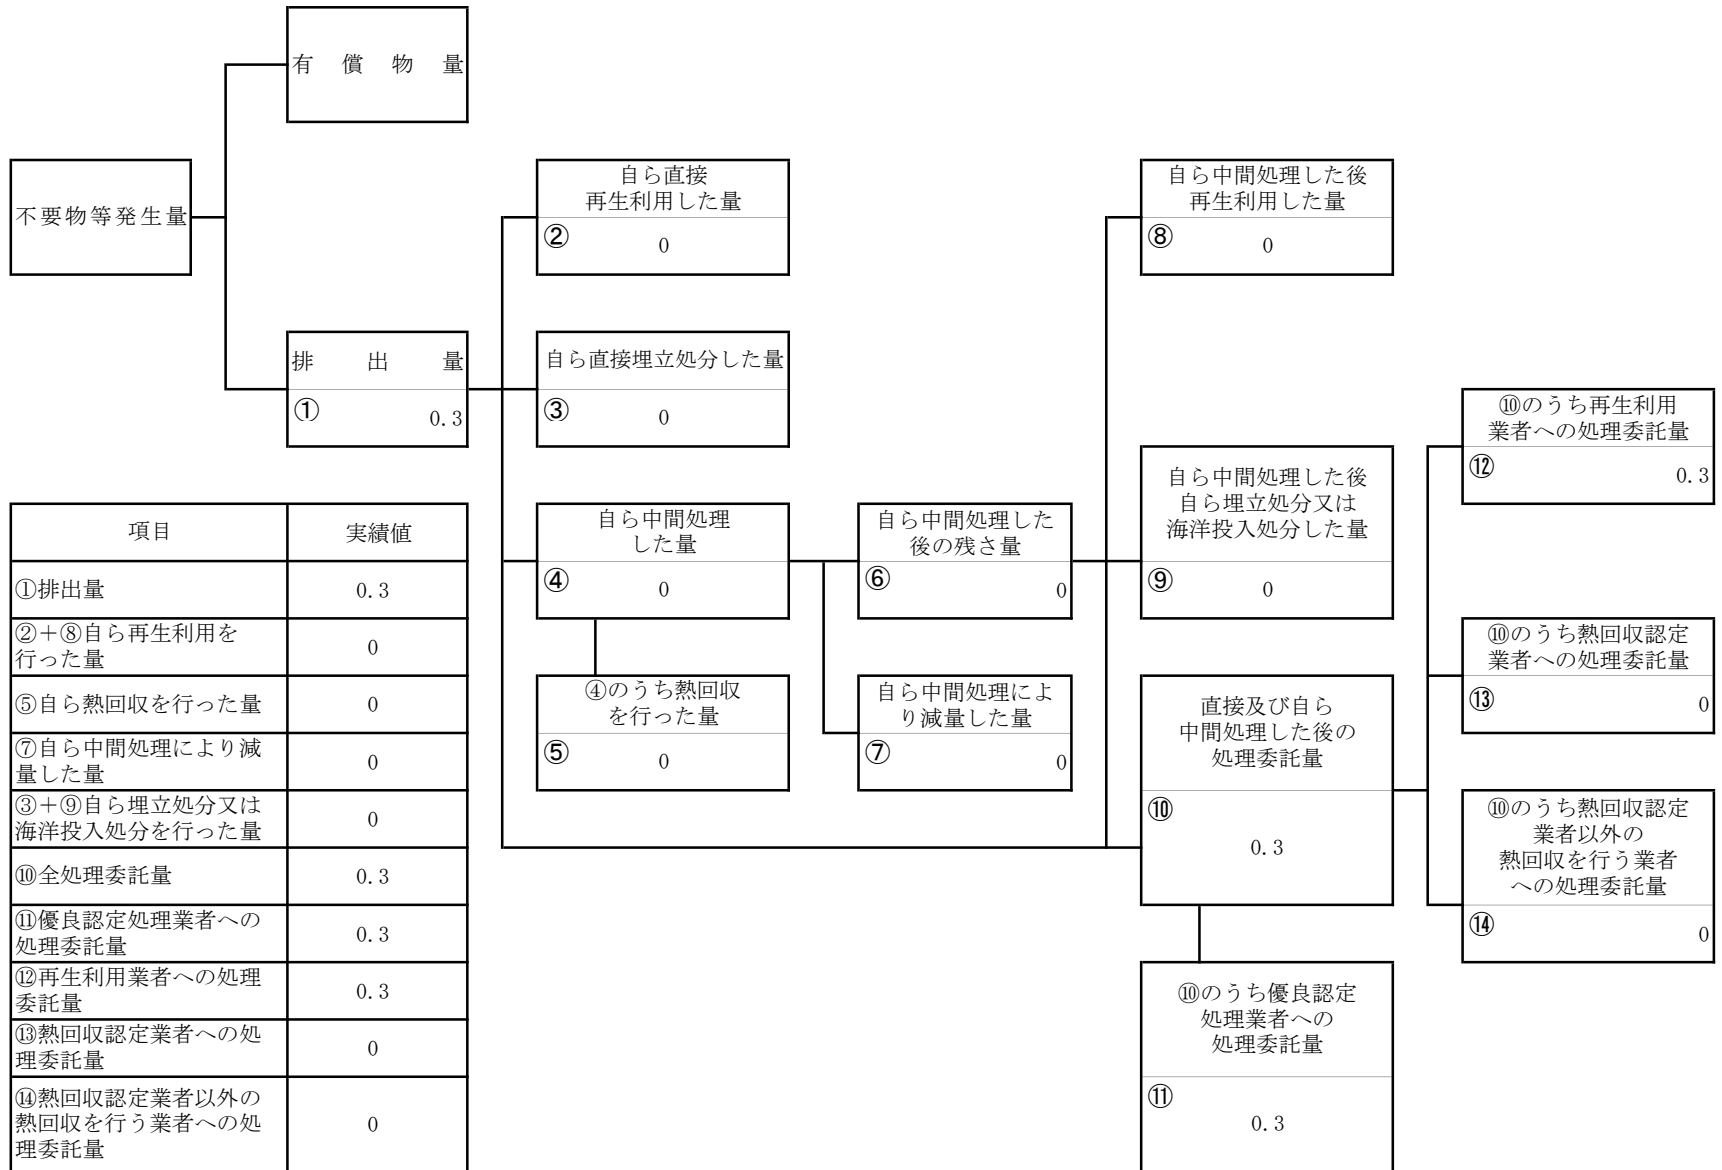 有償物量
不要物等発生量
排出量
①
0.3
自ら直接
再生利用した量
②
0
自ら直接埋立処分した量
③
0
自ら中間処理
した量
④
0
④のうち熱回収
を行った量
⑤
0
自ら中間処理した
後の残さ量
⑥
0
自ら中間処理によ
り減量した量
⑦
0
自ら中間処理した後
再生利用した量
⑧
0
自ら中間処理した後
自ら埋立処分又は
海洋投入処分した量
⑨
0
直接及び自ら
中間処理した後の
処理委託量
⑩
0.3
⑩のうち優良認定
処理業者への
処理委託量
⑪
0.3
⑩のうち再生利用
業者への処理委託量
⑫
0.3
⑩のうち熱回収認定
業者への処理委託量
⑬
0
⑩のうち熱回収認定
業者以外の
熱回収を行う業者
への処理委託量
⑭
0
項目 実績値
①排出量 0.3
②+⑧自ら再生利用を
行った量 0
⑤自ら熱回収を行った量 0
⑦自ら中間処理により減
量した量 0
③+⑨自ら埋立処分又は
海洋投入処分を行った量 0
⑩全処理委託量 0.3
⑪優良認定処理業者への
処理委託量 0.3
⑫再生利用業者への処理
委託量 0.3
⑬熱回収認定業者への処
理委託量 0
⑭熱回収認定業者以外の
熱回収を行う業者への処
理委託量 0